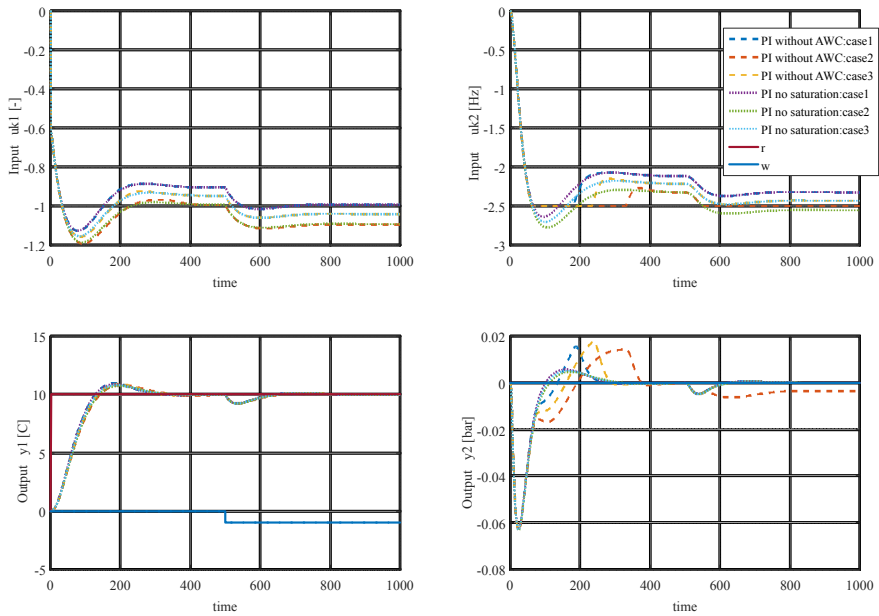 0
-0.2
-0.4
-0.6
-0.8
-1
-1.2
Input uk1 [-]
0 200 400 600 800 1000
time
0
-0.5
-1
-1.5
-2
-2.5
-3
Input uk2 [Hz]
0 200 400 600 800 1000
time
PI without AWC:case1
PI without AWC:case2
PI without AWC:case3
PI no saturation:case1
PI no saturation:case2
PI no saturation:case3
r
w
15
10
5
0
-5
Output y1 [C]
0 200 400 600 800 1000
time
0.02
0
-0.02
-0.04
-0.06
-0.08
Output y2 [bar]
0 200 400 600 800 1000
time